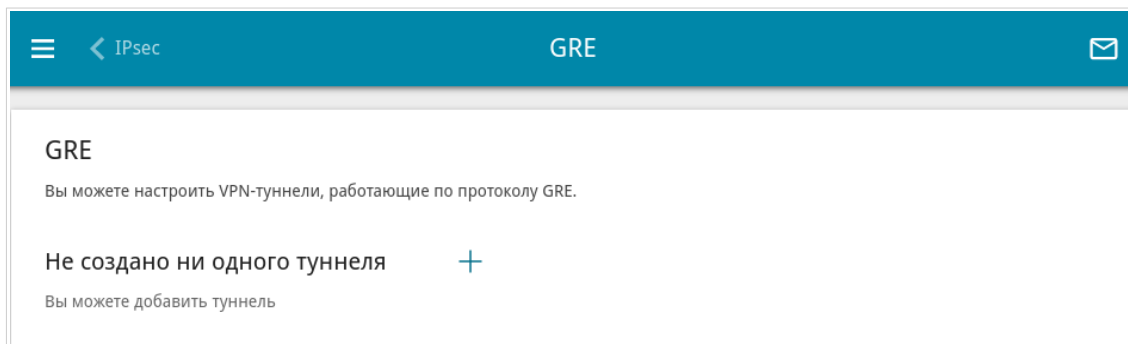 IPsec
GRE
GRE
Вы можете настроить VPN-туннели, работающие по протоколу GRE.
Не создано ни одного туннеля
Вы можете добавить туннель